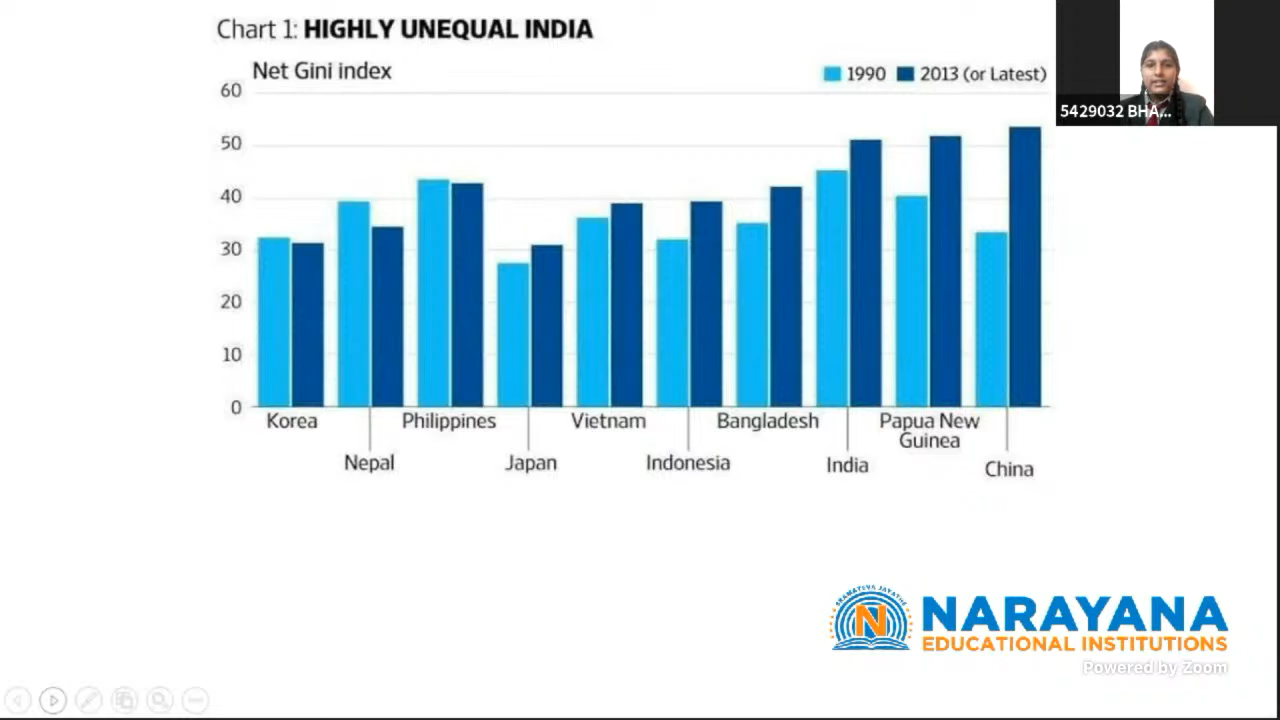 Chart 1: HIGHLY UNEQUAL INDIA
Net Gini index
1990 2013 (or Latest)
60
50
40
30
20
10
0
Korea Philippines Vietnam Bangladesh Papua New Guinea
Nepal Japan Indonesia India China
5429032 BHA...
N
NARAYANA
EDUCATIONAL INSTITUTIONS
Powered by Zoom